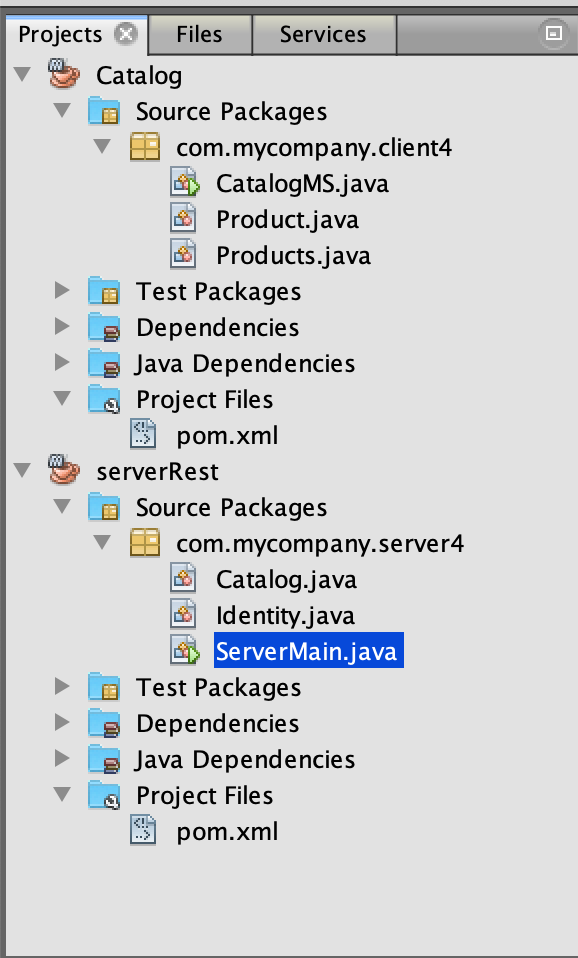 Projects Files Services
Catalog
Source Packages
com.mycompany.client4
CatalogMS.java
Product.java
Products.java
Test Packages
Dependencies
Java Dependencies
Project Files
pom.xml
serverRest
Source Packages
com.mycompany.server4
Catalog.java
Identity.java
ServerMain.java
Test Packages
Dependencies
Java Dependencies
Project Files
pom.xml